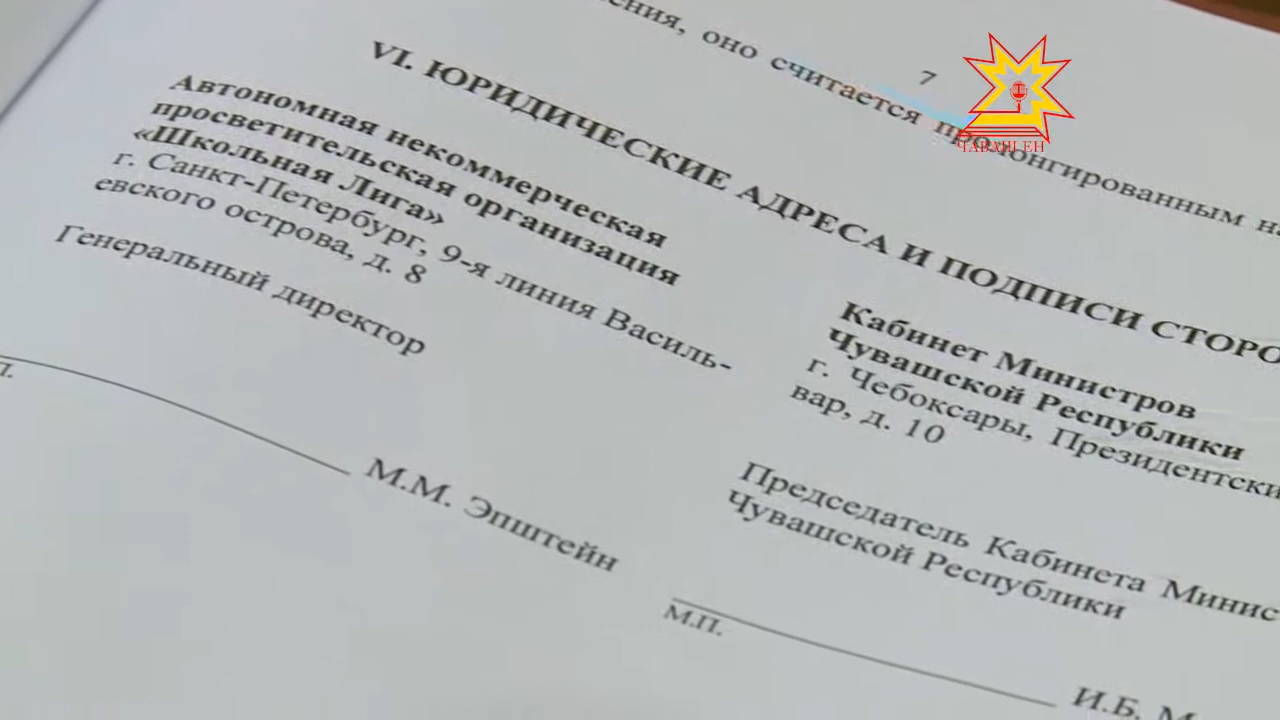 7
ения, оно считается пролонгированным на
VI. ЮРИДИЧЕСКИЕ АДРЕСА И ПОДПИСИ СТОРО
Автономная некоммерческая
просветительская организация
«Школьная Лига»
г. Санкт-Петербург, 9-я линия Василь-
евского острова, д. 8
Генеральный директор
М.М. Эпштейн
Кабинет Министров
Чувашской Республики
г. Чебоксары, Президентски
вар, д. 10
Председатель Кабинета Минис
Чувашской Республики
М.П.
И.Б. М